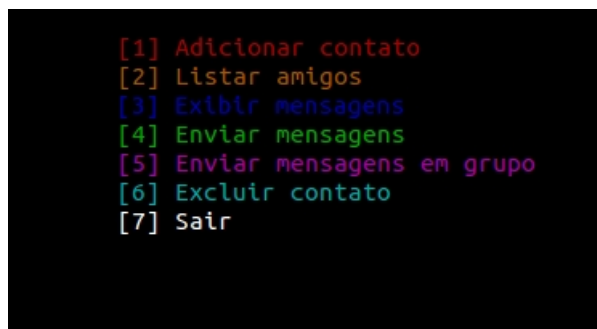 [1] Adicionar contato
[2] Listar amigos
[3] Exibir mensagens
[4] Enviar mensagens
[5] Enviar mensagens em grupo
[6] Excluir contato
[7] Sair